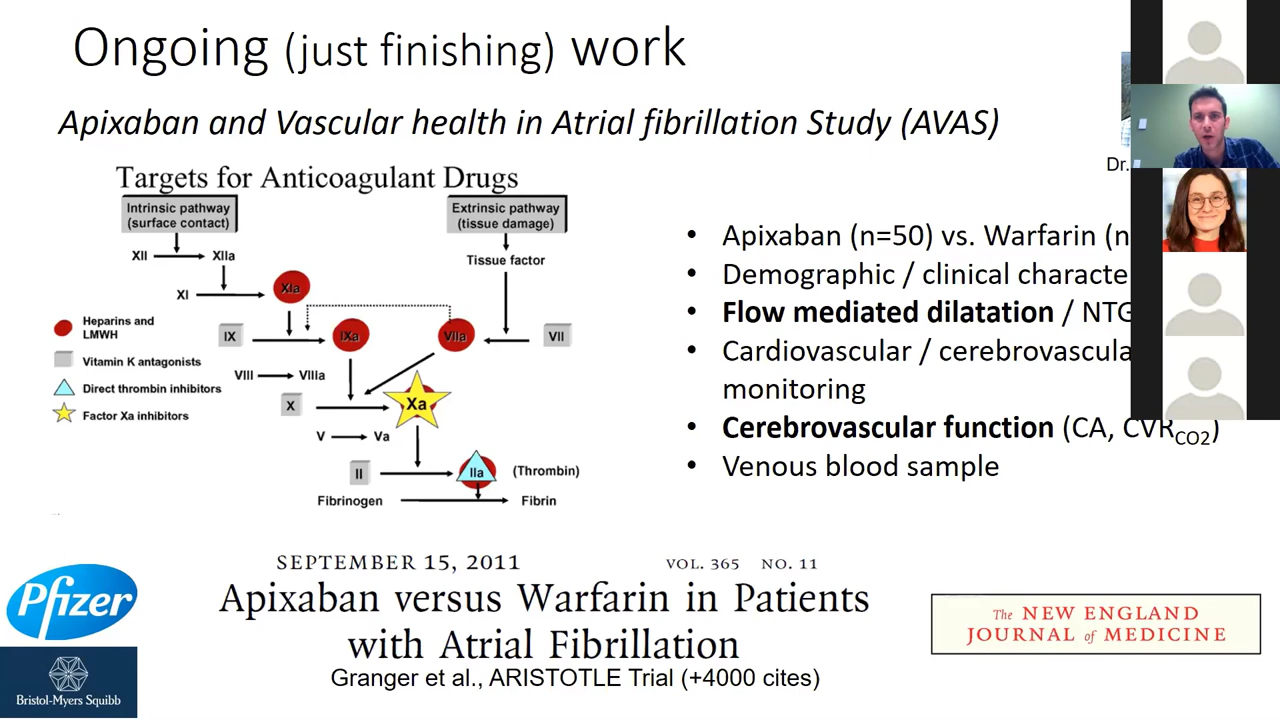 Ongoing (just finishing) work
Apixaban and Vascular health in Atrial fibrillation Study (AVAS)
Dr.
Targets for Anticoagulant Drugs
Intrinsic pathway
(surface contact)
Extrinsic pathway
(tissue damage)
XII
XIIa
Tissue factor
XI
XIa
Heparins and
LMWH
IX
IXa
VIIa
VII
Vitamin K antagonists
VIII
VIIIa
Direct thrombin inhibitors
X
Xa
Factor Xa inhibitors
V
Va
II
IIa
(Thrombin)
Fibrinogen
Fibrin
• Apixaban (n=50) vs. Warfarin (n
• Demographic / clinical characte
• Flow mediated dilatation / NTG
• Cardiovascular / cerebrovascula
monitoring
• Cerebrovascular function (CA, CVRCO2)
• Venous blood sample
SEPTEMBER 15, 2011
VOL. 365 NO. 11
Apixaban versus Warfarin in Patients
with Atrial Fibrillation
Granger et al., ARISTOTLE Trial (+4000 cites)
Pfizer
Bristol-Myers Squibb
The NEW ENGLAND
JOURNAL of MEDICINE